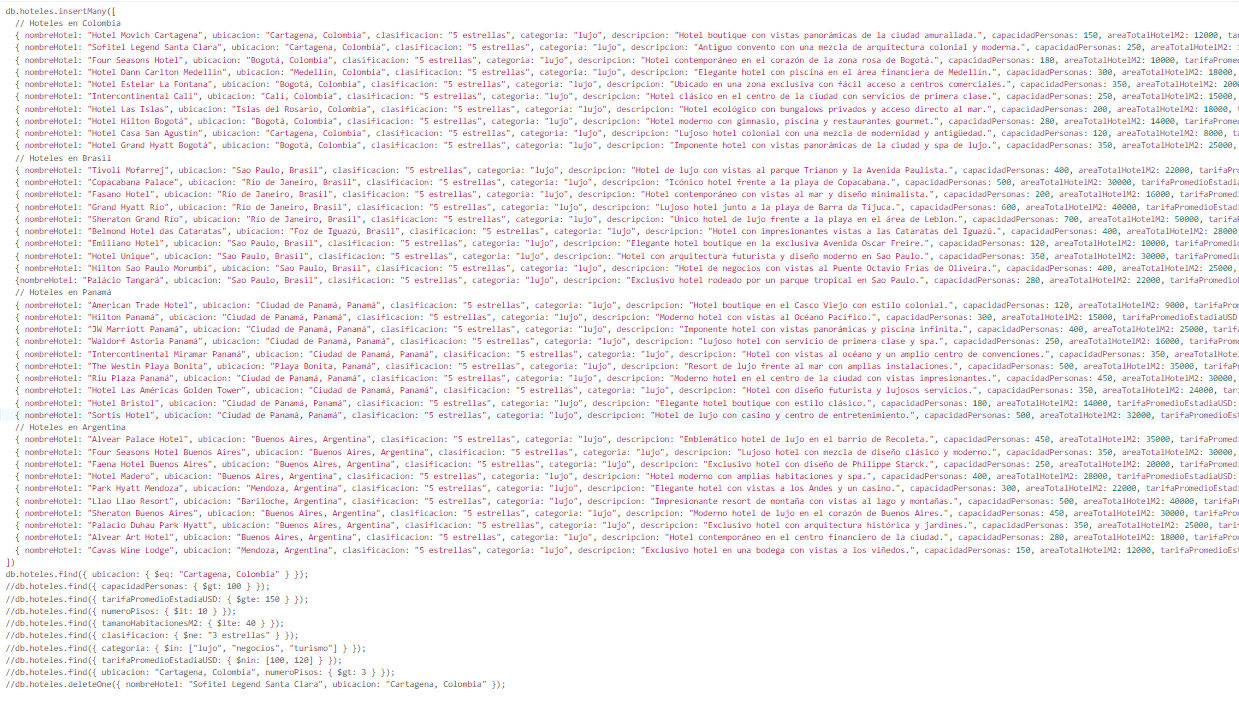 db.hoteles.insertMany([
// Hoteles en Colombia
{ nombreHotel: "Hotel Movich Cartagena", ubicacion: "Cartagena, Colombia", clasificacion: "5 estrellas", categoria: "lujo", descripcion: "Hotel boutique con vistas panorámicas de la ciudad amurallada.", capacidadPersonas: 150, areaTotalHotelM2: 12000, tar
{ nombreHotel: "Sofitel Legend Santa Clara", ubicacion: "Cartagena, Colombia", clasificacion: "5 estrellas", categoria: "lujo", descripcion: "Antiguo convento con una mezcla de arquitectura colonial y moderna.", capacidadPersonas: 250, areaTotalHotelM2:
{ nombreHotel: "Four Seasons Hotel", ubicacion: "Bogotá, Colombia", clasificacion: "5 estrellas", categoria: "lujo", descripcion: "Hotel contemporáneo en el corazón de la zona rosa de Bogotá.", capacidadPersonas: 180, areaTotalHotelM2: 10000, tarifaPromed
{ nombreHotel: "Hotel Dann Carlton Medellín", ubicacion: "Medellín, Colombia", clasificacion: "5 estrellas", categoria: "lujo", descripcion: "Elegante hotel con piscina en el área financiera de Medellín.", capacidadPersonas: 300, areaTotalHotelM2: 18000,
{ nombreHotel: "Hotel Estelar La Fontana", ubicacion: "Bogotá, Colombia", clasificacion: "5 estrellas", categoria: "lujo", descripcion: "Ubicado en una zona exclusiva con fácil acceso a centros comerciales.", capacidadPersonas: 350, areaTotalHotelM2: 200
{ nombreHotel: "Intercontinental Cali", ubicacion: "Cali, Colombia", clasificacion: "5 estrellas", categoria: "lujo", descripcion: "Hotel clásico en el centro de la ciudad con servicios de primera clase.", capacidadPersonas: 250, areaTotalHotelM2: 15000,
{ nombreHotel: "Hotel Las Islas", ubicacion: "Islas del Rosario, Colombia", clasificacion: "5 estrellas", categoria: "lujo", descripcion: "Hotel ecológico con bungalows privados y acceso directo al mar.", capacidadPersonas: 200, areaTotalHotelM2: 18000,
{ nombreHotel: "Hotel Hilton Bogotá", ubicacion: "Bogotá, Colombia", clasificacion: "5 estrellas", categoria: "lujo", descripcion: "Hotel moderno con gimnasio, piscina y restaurantes gourmet.", capacidadPersonas: 280, areaTotalHotelM2: 14000, tarifaPromed
{ nombreHotel: "Hotel Casa San Agustín", ubicacion: "Cartagena, Colombia", clasificacion: "5 estrellas", categoria: "lujo", descripcion: "Lujoso hotel colonial con una mezcla de modernidad y antigüedad.", capacidadPersonas: 120, areaTotalHotelM2: 8000, ta
{ nombreHotel: "Hotel Grand Hyatt Bogotá", ubicacion: "Bogotá, Colombia", clasificacion: "5 estrellas", categoria: "lujo", descripcion: "Imponente hotel con vistas panorámicas de la ciudad y spa de lujo.", capacidadPersonas: 350, areaTotalHotelM2: 25000,
// Hoteles en Brasil
{ nombreHotel: "Tivoli Mofarrej", ubicacion: "Sao Paulo, Brasil", clasificacion: "5 estrellas", categoria: "lujo", descripcion: "Hotel de lujo con vistas al parque Trianon y la Avenida Paulista.", capacidadPersonas: 400, areaTotalHotelM2: 22000, tarifa
{ nombreHotel: "Copacabana Palace", ubicacion: "Río de Janeiro, Brasil", clasificacion: "5 estrellas", categoria: "lujo", descripcion: "Icónico hotel frente a la playa de Copacabana.", capacidadPersonas: 500, areaTotalHotelM2: 30000, tarifaPromedioEstadia
{ nombreHotel: "Fasano Hotel", ubicacion: "Río de Janeiro, Brasil", clasificacion: "5 estrellas", categoria: "lujo", descripcion: "Hotel contemporáneo con vistas al mar y diseño minimalista.", capacidadPersonas: 200, areaTotalHotelM2: 16000, tarifaProme
{ nombreHotel: "Grand Hyatt Río", ubicacion: "Río de Janeiro, Brasil", clasificacion: "5 estrellas", categoria: "lujo", descripcion: "Lujoso hotel junto a la playa de Barra da Tijuca.", capacidadPersonas: 600, areaTotalHotelM2: 40000, tarifaPromedioEstad
{ nombreHotel: "Sheraton Grand Río", ubicacion: "Río de Janeiro, Brasil", clasificacion: "5 estrellas", categoria: "lujo", descripcion: "Único hotel de lujo frente a la playa en el área de Leblon.", capacidadPersonas: 700, areaTotalHotelM2: 50000, tarifa
{ nombreHotel: "Belmond Hotel das Cataratas", ubicacion: "Foz de Iguazú, Brasil", clasificacion: "5 estrellas", categoria: "lujo", descripcion: "Hotel con impresionantes vistas a las Cataratas del Iguazú.", capacidadPersonas: 400, areaTotalHotelM2: 28000,
{ nombreHotel: "Emiliano Hotel", ubicacion: "Sao Paulo, Brasil", clasificacion: "5 estrellas", categoria: "lujo", descripcion: "Elegante hotel boutique en la exclusiva Avenida Oscar Freire.", capacidadPersonas: 120, areaTotalHotelM2: 10000, tarifaPromedio
{ nombreHotel: "Hotel Unique", ubicacion: "Sao Paulo, Brasil", clasificacion: "5 estrellas", categoria: "lujo", descripcion: "Hotel con arquitectura futurista y diseño moderno en Sao Paulo.", capacidadPersonas: 350, areaTotalHotelM2: 30000, tarifaProme
{ nombreHotel: "Hilton Sao Paulo Morumbi", ubicacion: "Sao Paulo, Brasil", clasificacion: "5 estrellas", categoria: "lujo", descripcion: "Hotel de negocios con vistas al Puente Octavio Frias de Oliveira.", capacidadPersonas: 400, areaTotalHotelM2: 25000,
{nombreHotel: "Palácio Tangará", ubicacion: "Sao Paulo, Brasil", clasificacion: "5 estrellas", categoria: "lujo", descripcion: "Exclusivo hotel rodeado por un parque tropical en Sao Paulo.", capacidadPersonas: 280, areaTotalHotelM2: 22000, tarifaPromedioE
// Hoteles en Panamá
{ nombreHotel: "American Trade Hotel", ubicacion: "Ciudad de Panamá, Panamá", clasificacion: "5 estrellas", categoria: "lujo", descripcion: "Hotel boutique en el Casco Viejo con estilo colonial.", capacidadPersonas: 120, areaTotalHotelM2: 9000, tarifaProm
{ nombreHotel: "Hilton Panamá", ubicacion: "Ciudad de Panamá, Panamá", clasificacion: "5 estrellas", categoria: "lujo", descripcion: "Moderno hotel con vistas al Océano Pacífico.", capacidadPersonas: 300, areaTotalHotelM2: 15000, tarifaPromedioEstadiaUSD
{ nombreHotel: "JW Marriott Panamá", ubicacion: "Ciudad de Panamá, Panamá", clasificacion: "5 estrellas", categoria: "lujo", descripcion: "Imponente hotel con vistas panorámicas y piscina infinita.", capacidadPersonas: 400, areaTotalHotelM2: 25000, tarifa
{ nombreHotel: "Waldorf Astoria Panamá", ubicacion: "Ciudad de Panamá, Panamá", clasificacion: "5 estrellas", categoria: "lujo", descripcion: "Lujoso hotel con servicio de primera clase y spa.", capacidadPersonas: 250, areaTotalHotelM2: 16000, tarifa
{ nombreHotel: "Intercontinental Miramar Panamá", ubicacion: "Ciudad de Panamá, Panamá", clasificacion: "5 estrellas", categoria: "lujo", descripcion: "Hotel con vistas al océano y un amplio centro de convenciones.", capacidadPersonas: 350, areaTotalHotel
{ nombreHotel: "The Westin Playa Bonita", ubicacion: "Playa Bonita, Panamá", clasificacion: "5 estrellas", categoria: "lujo", descripcion: "Resort de lujo frente al mar con amplias instalaciones.", capacidadPersonas: 500, areaTotalHotelM2: 35000, tarifaP
{ nombreHotel: "Riu Plaza Panamá", ubicacion: "Ciudad de Panamá, Panamá", clasificacion: "5 estrellas", categoria: "lujo", descripcion: "Moderno hotel en el centro de la ciudad con vistas impresionantes.", capacidadPersonas: 450, areaTotalHotelM2: 30000,
{ nombreHotel: "Hotel Las Américas Golden Tower", ubicacion: "Ciudad de Panamá, Panamá", clasificacion: "5 estrellas", categoria: "lujo", descripcion: "Hotel con diseño futurista y lujosos servicios.", capacidadPersonas: 350, areaTotalHotelM2: 24000, tar
{ nombreHotel: "Hotel Bristol", ubicacion: "Ciudad de Panamá, Panamá", clasificacion: "5 estrellas", categoria: "lujo", descripcion: "Elegante hotel boutique con estilo clásico.", capacidadPersonas: 180, areaTotalHotelM2: 14000, tarifaPromedioEstadiaUSD:
{ nombreHotel: "Sortis Hotel", ubicacion: "Ciudad de Panamá, Panamá", clasificacion: "5 estrellas", categoria: "lujo", descripcion: "Hotel de lujo con casino y centro de entretenimiento.", capacidadPersonas: 500, areaTotalHotelM2: 32000, tarifaPromedioEst
// Hoteles en Argentina
{ nombreHotel: "Alvear Palace Hotel", ubicacion: "Buenos Aires, Argentina", clasificacion: "5 estrellas", categoria: "lujo", descripcion: "Emblemático hotel de lujo en el barrio de Recoleta.", capacidadPersonas: 450, areaTotalHotelM2: 35000, tarifaPromedi
{ nombreHotel: "Four Seasons Hotel Buenos Aires", ubicacion: "Buenos Aires, Argentina", clasificacion: "5 estrellas", categoria: "lujo", descripcion: "Lujoso hotel con mezcla de diseño clásico y moderno.", capacidadPersonas: 350, areaTotalHotelM2: 30000,
{ nombreHotel: "Faena Hotel Buenos Aires", ubicacion: "Buenos Aires, Argentina", clasificacion: "5 estrellas", categoria: "lujo", descripcion: "Exclusivo hotel con diseño de Philippe Starck.", capacidadPersonas: 250, areaTotalHotelM2: 20000, tarifaPromedio
{ nombreHotel: "Hotel Madero", ubicacion: "Buenos Aires, Argentina", clasificacion: "5 estrellas", categoria: "lujo", descripcion: "Hotel moderno con amplias habitaciones y spa.", capacidadPersonas: 400, areaTotalHotelM2: 28000, tarifaPromedioEstadiaUSD:
{ nombreHotel: "Park Hyatt Mendoza", ubicacion: "Mendoza, Argentina", clasificacion: "5 estrellas", categoria: "lujo", descripcion: "Elegante hotel con vistas a los Andes y un casino.", capacidadPersonas: 300, areaTotalHotelM2: 22000, tarifaPromedioEstadi
{ nombreHotel: "Llao Llao Resort", ubicacion: "Bariloche, Argentina", clasificacion: "5 estrellas", categoria: "lujo", descripcion: "Impresionante resort de montaña con vistas al lago y montañas.", capacidadPersonas: 500, areaTotalHotelM2: 40000, tarifaPr
{ nombreHotel: "Sheraton Buenos Aires", ubicacion: "Buenos Aires, Argentina", clasificacion: "5 estrellas", categoria: "lujo", descripcion: "Moderno hotel de lujo en el corazón de Buenos Aires.", capacidadPersonas: 450, areaTotalHotelM2: 30000, tarifaProm
{ nombreHotel: "Palacio Duhau Park Hyatt", ubicacion: "Buenos Aires, Argentina", clasificacion: "5 estrellas", categoria: "lujo", descripcion: "Exclusivo hotel con arquitectura histórica y jardines.", capacidadPersonas: 350, areaTotalHotelM2: 25000, tarifa
{ nombreHotel: "Alvear Art Hotel", ubicacion: "Buenos Aires, Argentina", clasificacion: "5 estrellas", categoria: "lujo", descripcion: "Hotel contemporáneo en el centro financiero de la ciudad.", capacidadPersonas: 280, areaTotalHotelM2: 18000, tarifaProm
{ nombreHotel: "Cavas Wine Lodge", ubicacion: "Mendoza, Argentina", clasificacion: "5 estrellas", categoria: "lujo", descripcion: "Exclusivo hotel en una bodega con vistas a los viñedos.", capacidadPersonas: 150, areaTotalHotelM2: 12000, tarifaPromedioEst
])
db.hoteles.find({ ubicacion: { $eq: "Cartagena, Colombia" } });
//db.hoteles.find({ capacidadPersonas: { $gt: 100 } });
//db.hoteles.find({ tarifaPromedioEstadiaUSD: { $gte: 150 } });
//db.hoteles.find({ numeroPisos: { $lt: 10 } });
//db.hoteles.find({ tamanoHabitacionesM2: { $lte: 40 } });
//db.hoteles.find({ clasificacion: { $ne: "3 estrellas" } });
//db.hoteles.find({ categoria: { $in: ["lujo", "negocios", "turismo"] } });
//db.hoteles.find({ tarifaPromedioEstadiaUSD: { $nin: [100, 120] } });
//db.hoteles.find({ ubicacion: "Cartagena, Colombia", numeroPisos: { $gt: 3 } });
//db.hoteles.deleteOne({ nombreHotel: "Sofitel Legend Santa Clara", ubicacion: "Cartagena, Colombia" });